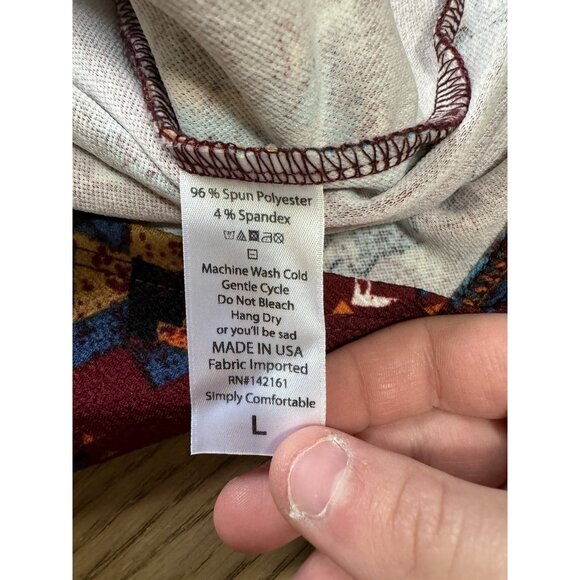 96 % Spun Polyester
4 % Spandex
Machine Wash Cold
Gentle Cycle
Do Not Bleach
Hang Dry
or you'll be sad
MADE IN USA
Fabric Imported
RN#142161
Simply Comfortable
L